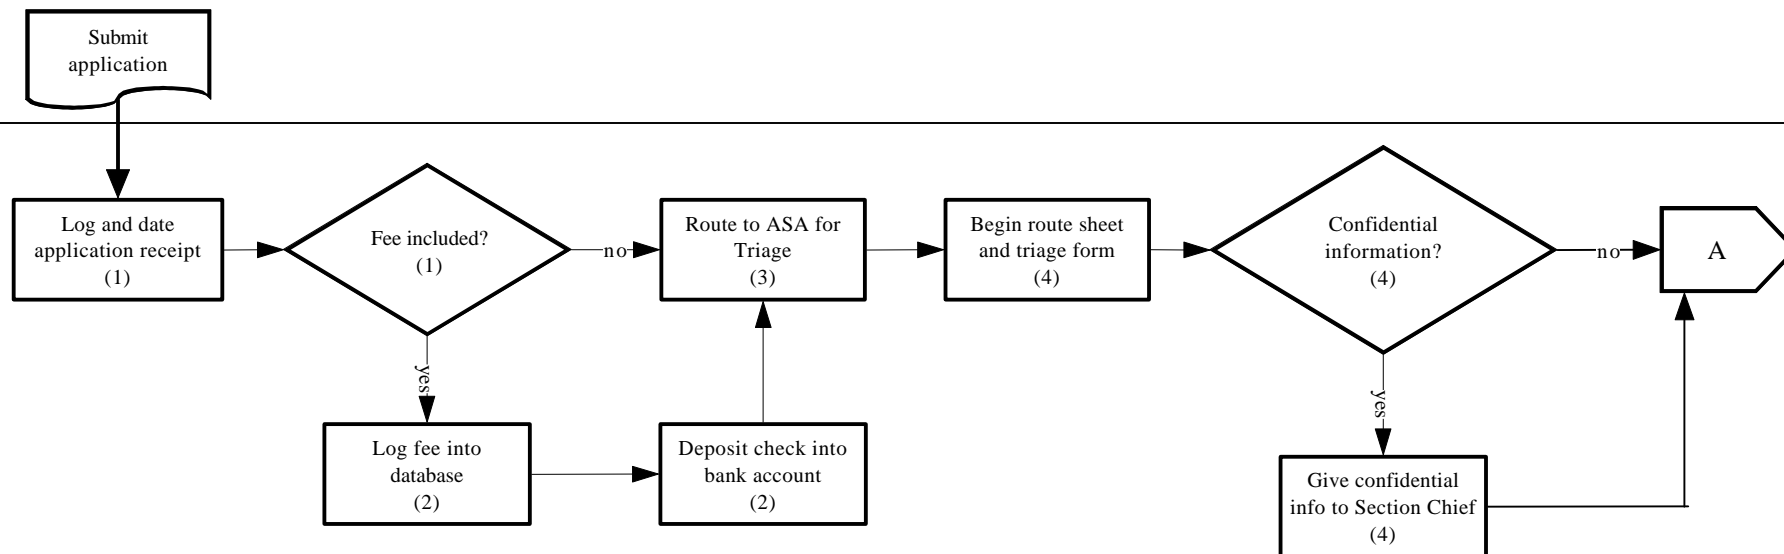 Submit
application
Log and date
application receipt
(1)
Fee included?
(1)
no
yes
Log fee into
database
(2)
Deposit check into
bank account
(2)
Route to ASA for
Triage
(3)
Begin route sheet
and triage form
(4)
Confidential
information?
(4)
no
yes
Give confidential
info to Section Chief
(4)
A